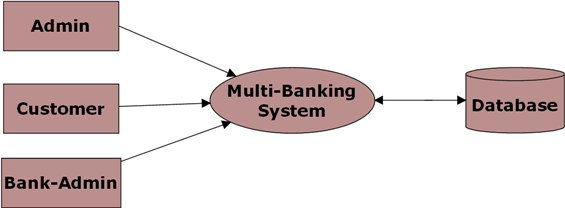 Admin
Customer
Bank-Admin
Multi-Banking
System
Database